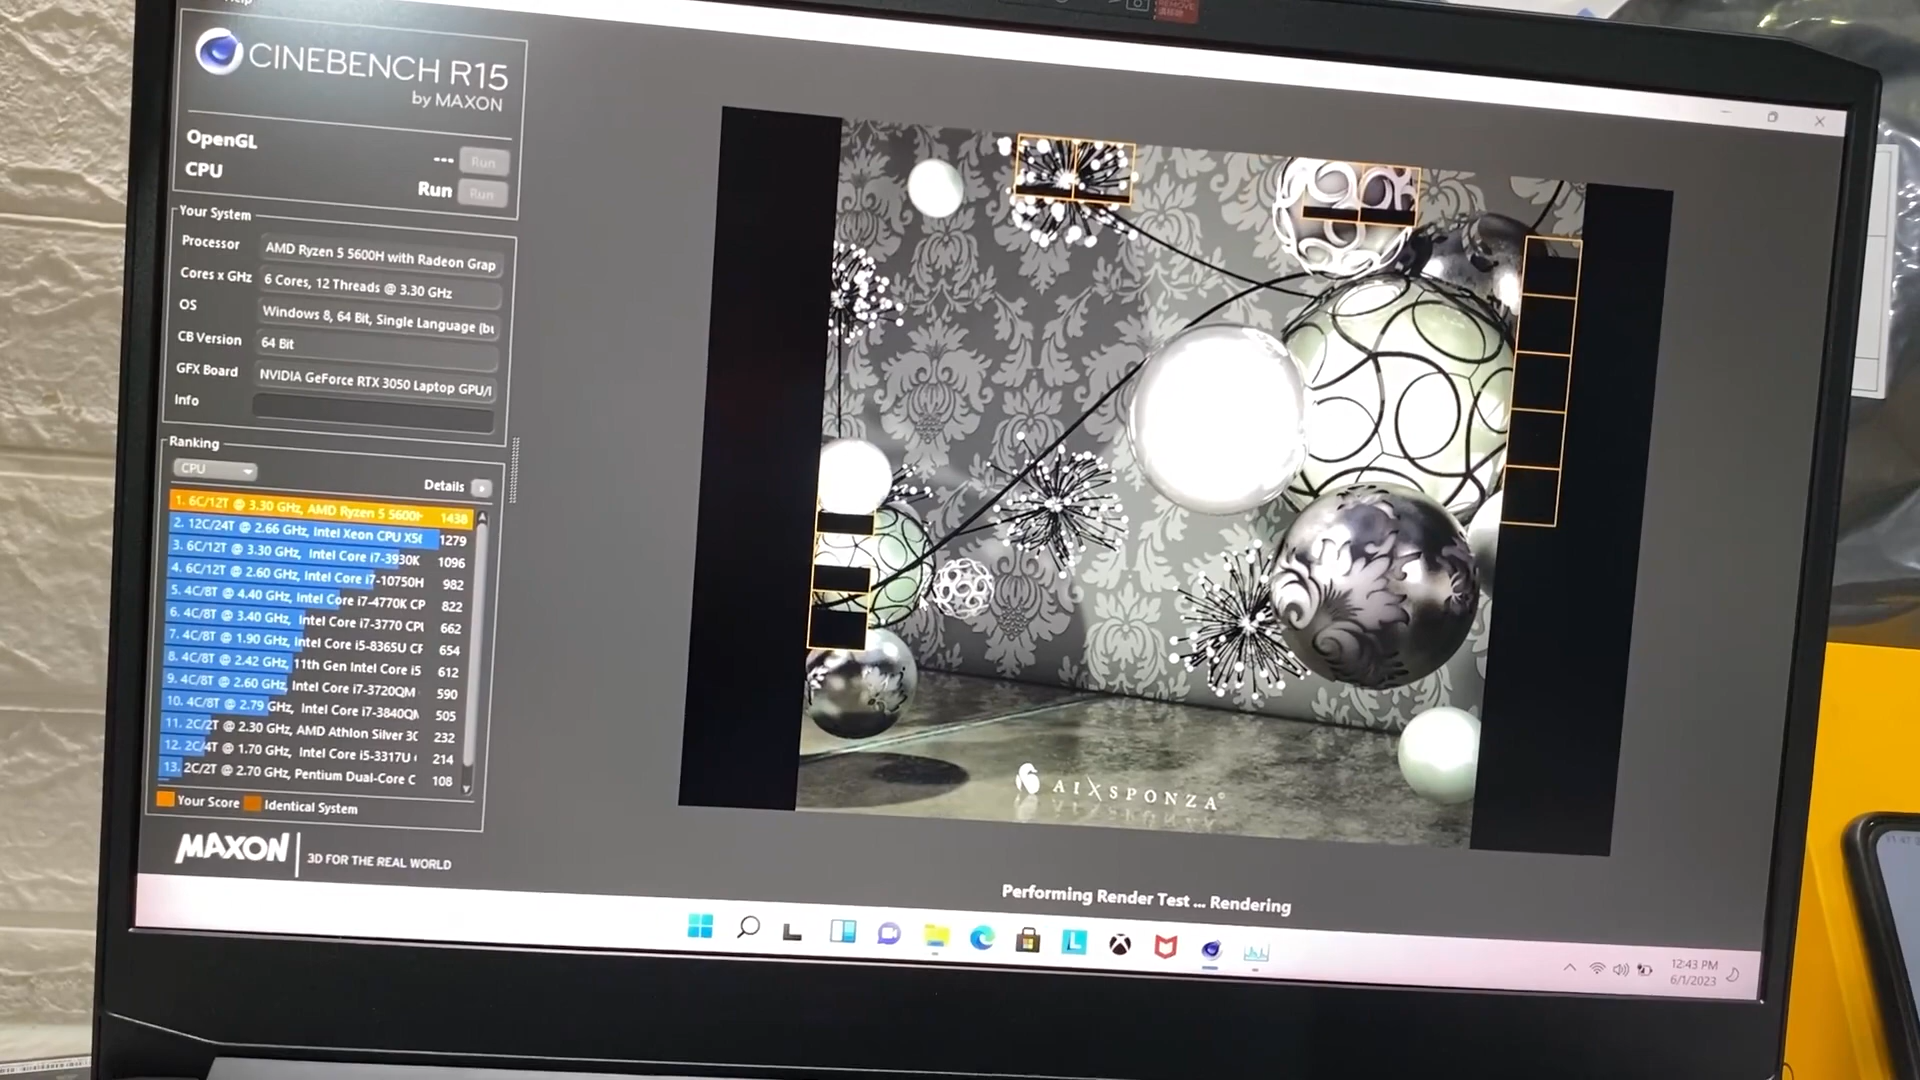 Help
REMOVE
CINEBENCH R15
by MAXON
OpenGL
--- Run
CPU
Run Run
Your System
Processor AMD Ryzen 5 5600H with Radeon Grap
Cores x GHz 6 Cores, 12 Threads @ 3.30 GHz
OS Windows 8, 64 Bit, Single Language (bu
CB Version 64 Bit
GFX Board NVIDIA GeForce RTX 3050 Laptop GPU/
Info
Ranking
CPU
Details
1. 6C/12T @ 3.30 GHz, AMD Ryzen 5 5600H 1438
2. 12C/24T @ 2.66 GHz, Intel Xeon CPU X56 1279
3. 6C/12T @ 3.30 GHz, Intel Core i7-3930K 1096
4. 6C/12T @ 2.60 GHz, Intel Core i7-10750H 982
5. 4C/8T @ 4.40 GHz, Intel Core i7-4770K CP 822
6. 4C/8T @ 3.40 GHz, Intel Core i7-3770 CPU 662
7. 4C/8T @ 1.90 GHz, Intel Core i5-8365U CP 654
8. 4C/8T @ 2.42 GHz, 11th Gen Intel Core i5 612
9. 4C/8T @ 2.60 GHz, Intel Core i7-3720QM 590
10. 4C/8T @ 2.79 GHz, Intel Core i7-3840QM 505
11. 2C/2T @ 2.30 GHz, AMD Athlon Silver 30 232
12. 2C/4T @ 1.70 GHz, Intel Core i5-3317U 214
13. 2C/2T @ 2.70 GHz, Pentium Dual-Core C 108
Your Score Identical System
MAXON 3D FOR THE REAL WORLD
AIXSPONZA©
Performing Render Test ... Rendering
12:43 PM
6/1/2023